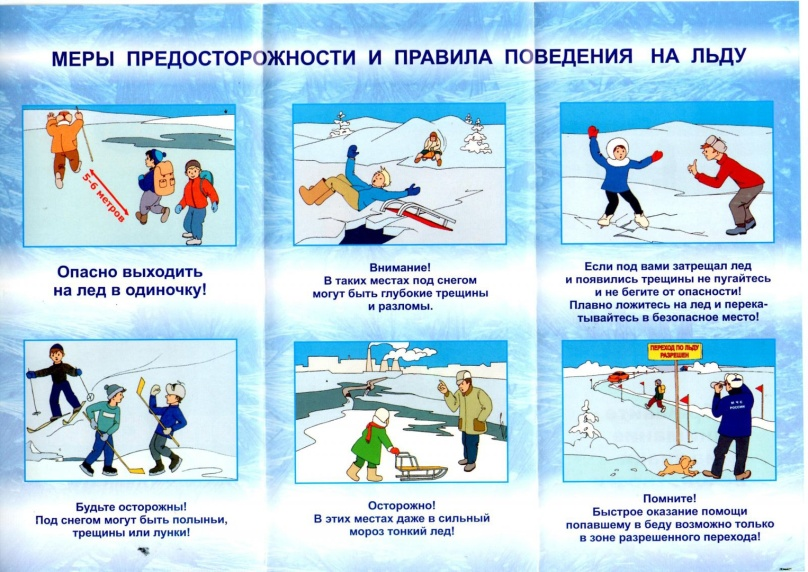 МЕРЫ ПРЕДОСТОРОЖНОСТИ И ПРАВИЛА ПОВЕДЕНИЯ НА ЛЬДУ
5-6 метров
Опасно выходить
на лед в одиночку!
Внимание!
В таких местах под снегом
могут быть глубокие трещины
и разломы.
Если под вами затрещал лед
и появились трещины не пугайтесь
и не бегите от опасности!
Плавно ложитесь на лед и перека-
тывайтесь в безопасное место!
ПЕРЕХОД ПО ЛЬДУ
РАЗРЕШЕН
МЧС
РОССИИ
Будьте осторожны!
Под снегом могут быть полыньи,
трещины или лунки!
Осторожно!
В этих местах даже в сильный
мороз тонкий лед!
Помните!
Быстрое оказание помощи
попавшему в беду возможно только
в зоне разрешенного перехода!